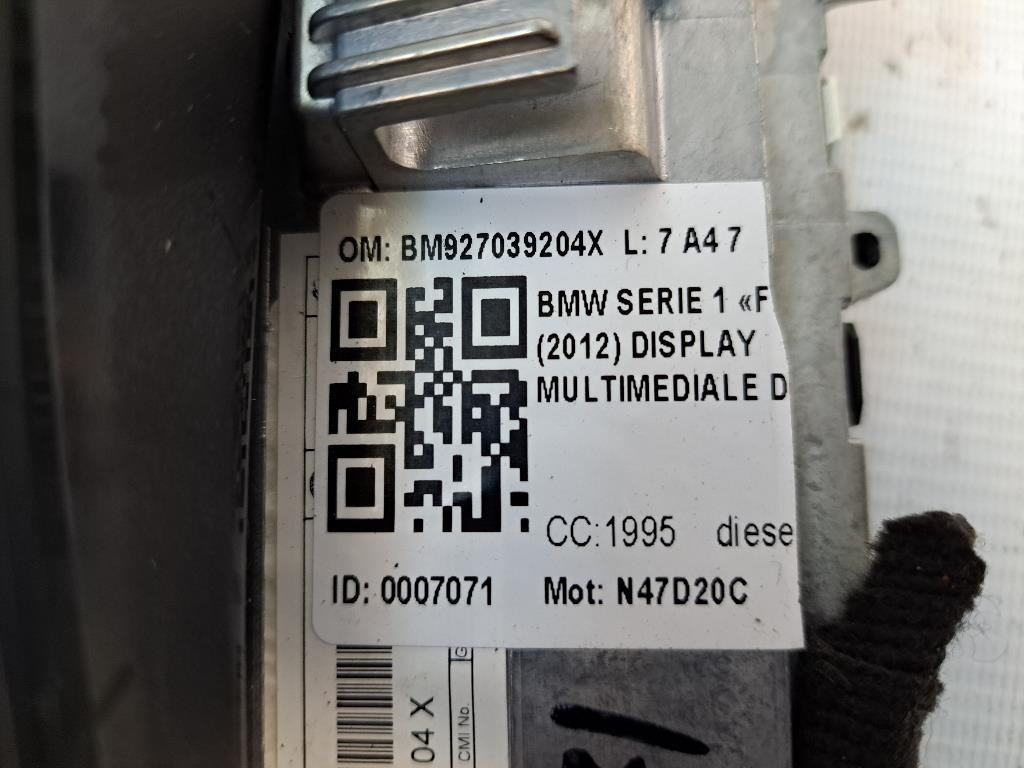 OM: BM927039204X L: 7 A4 7
BMW SERIE 1 «F
(2012) DISPLAY
MULTIMEDIALE D
CC:1995 diese
ID: 0007071 Mot: N47D20C
04 X
CMI No.